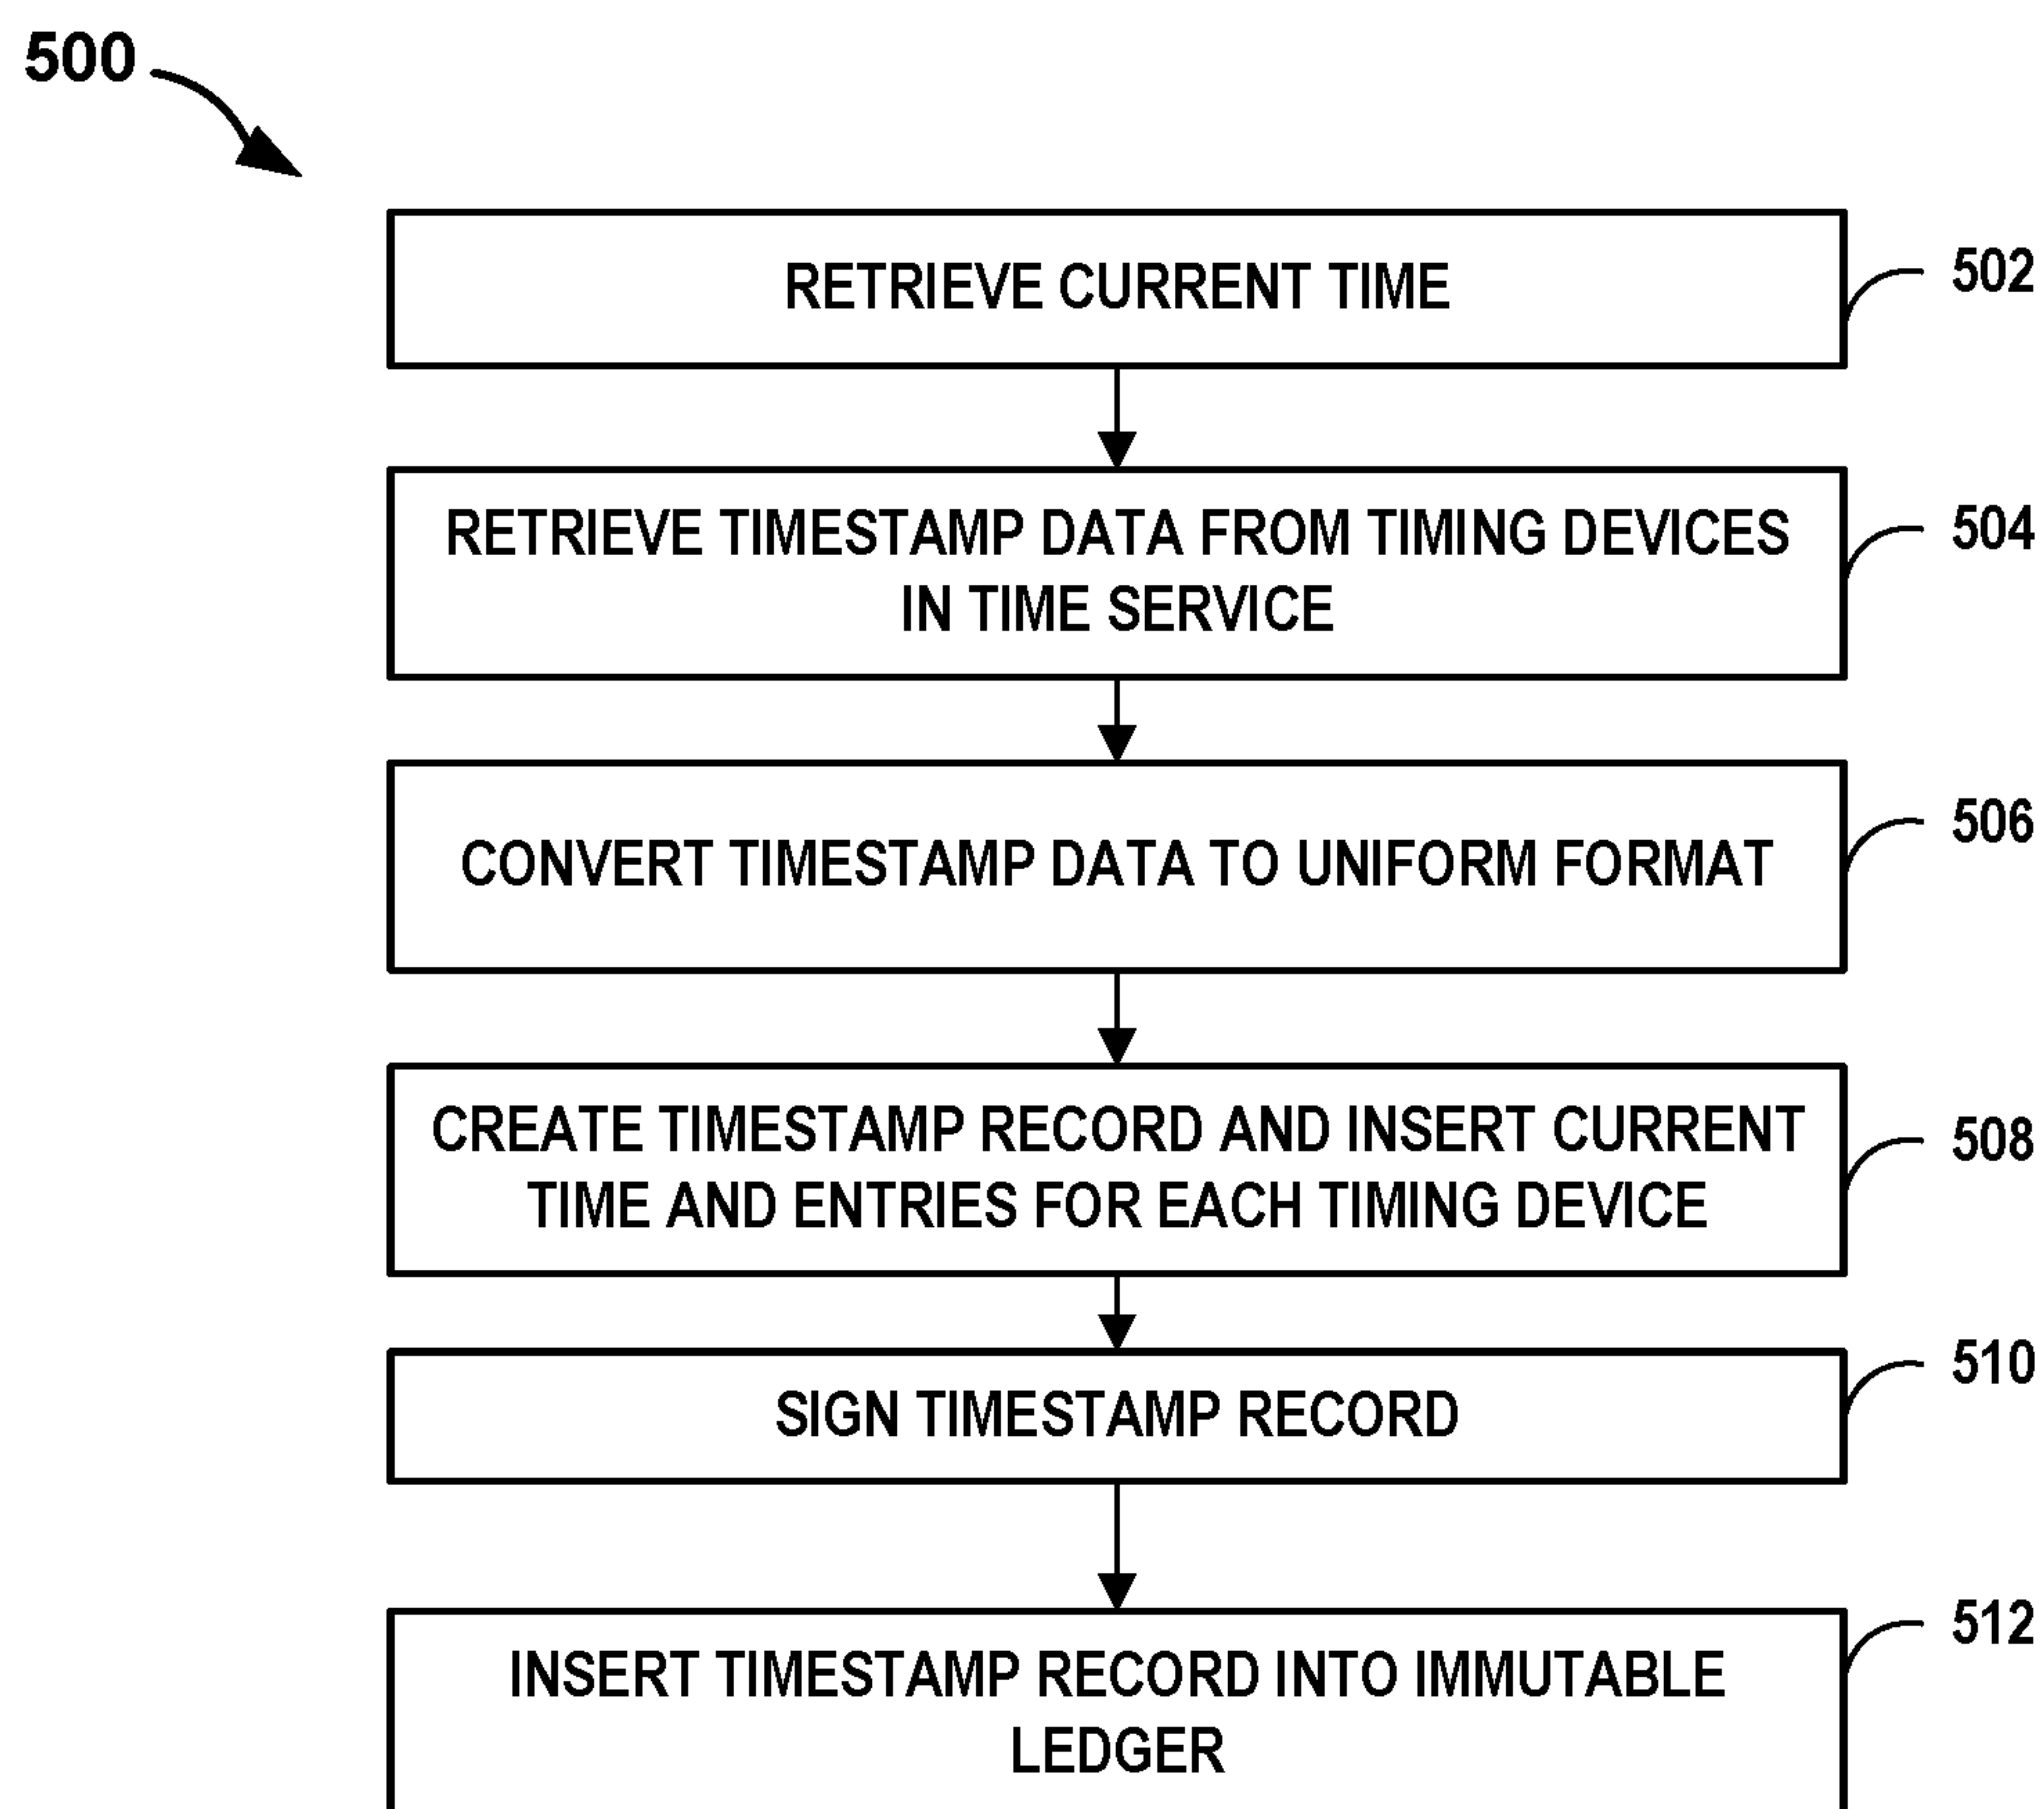 500
RETRIEVE CURRENT TIME
502
RETRIEVE TIMESTAMP DATA FROM TIMING DEVICES
IN TIME SERVICE
504
CONVERT TIMESTAMP DATA TO UNIFORM FORMAT
506
CREATE TIMESTAMP RECORD AND INSERT CURRENT
TIME AND ENTRIES FOR EACH TIMING DEVICE
508
SIGN TIMESTAMP RECORD
510
INSERT TIMESTAMP RECORD INTO IMMUTABLE
LEDGER
512